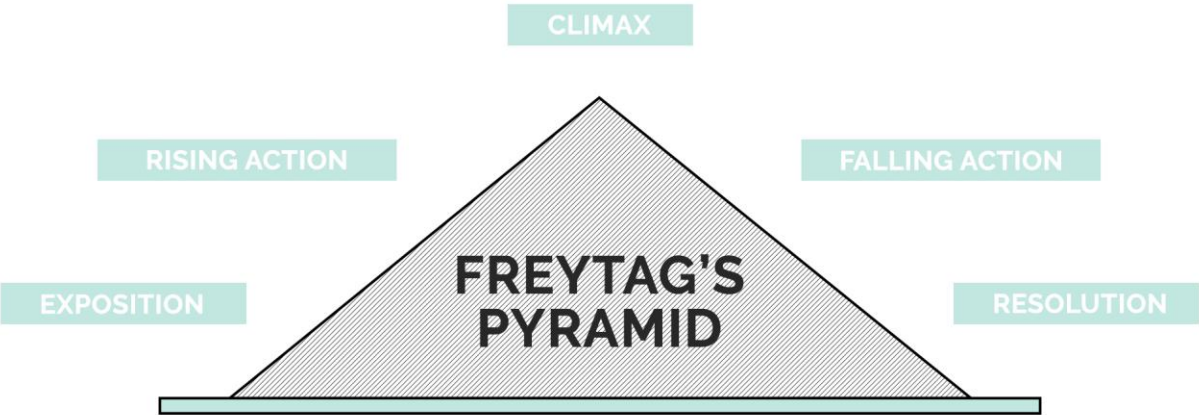 CLIMAX
RISING ACTION
FALLING ACTION
FREYTAG'S
PYRAMID
EXPOSITION
RESOLUTION